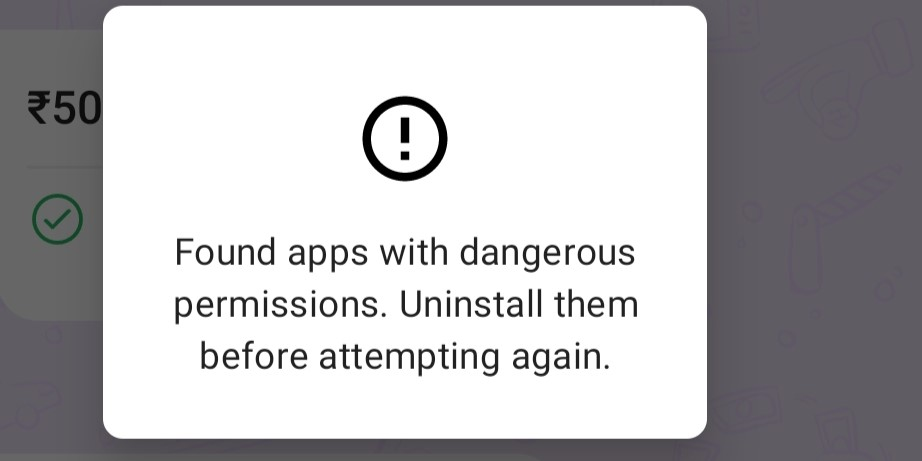 ₹50
Found apps with dangerous
permissions. Uninstall them
before attempting again.